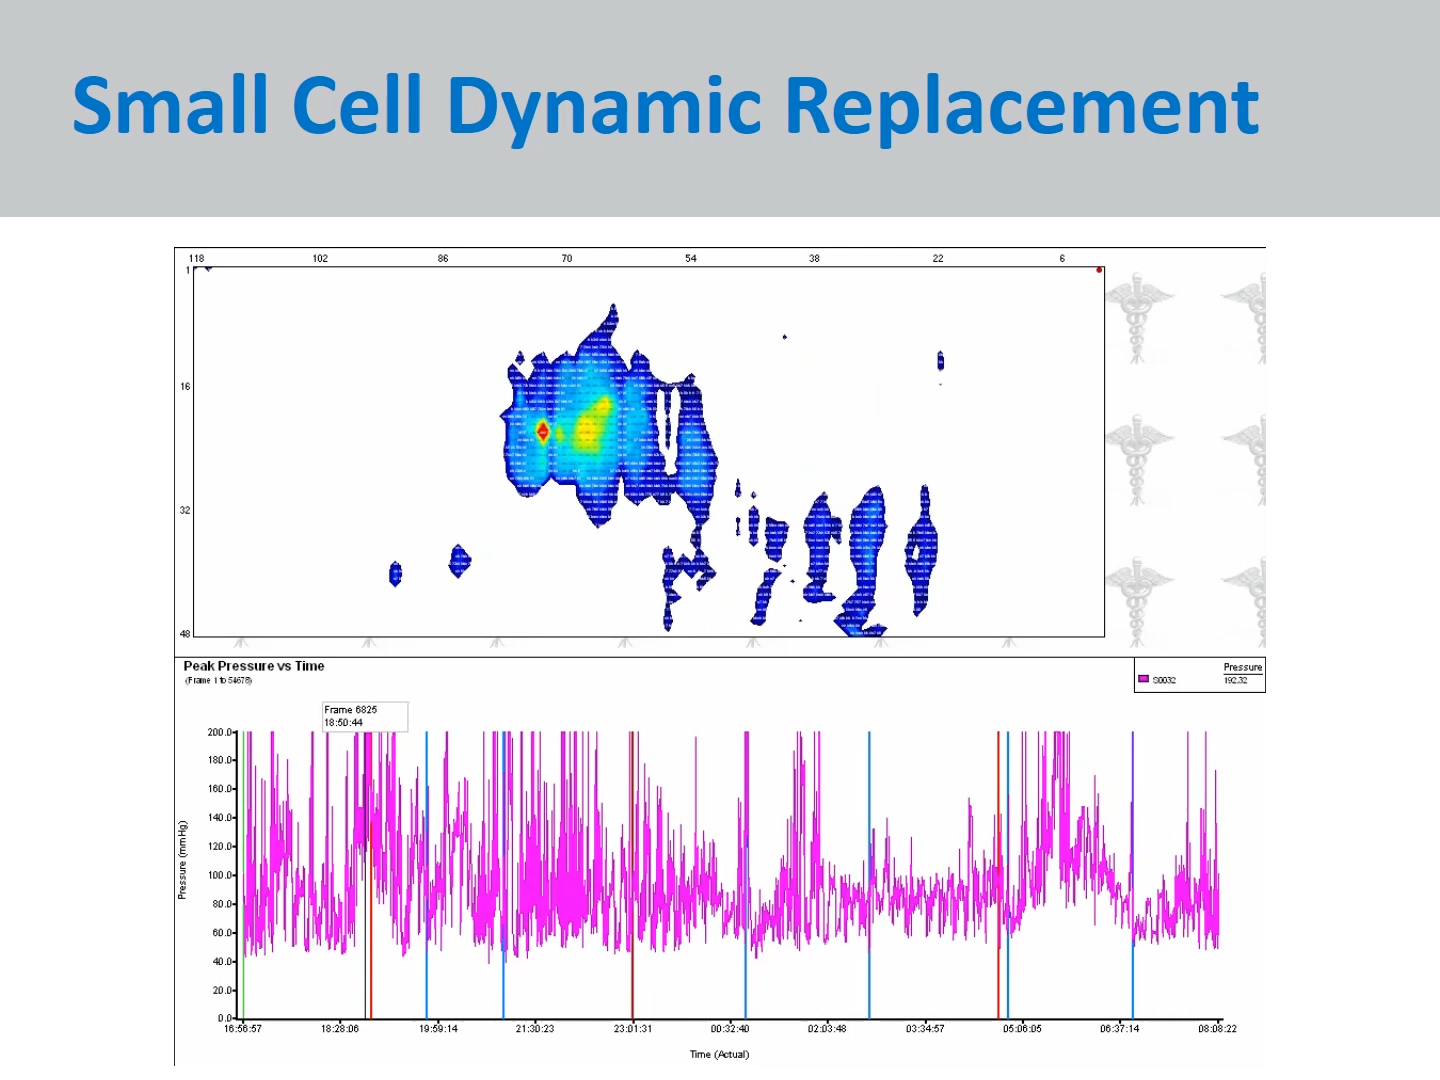 Small Cell Dynamic Replacement
118 102 86 70 54 38 22 6
1
16
32
48
Peak Pressure vs Time
(Frame 1 to 54678)
Pressure
S0032 192.32
Frame 6825
18:50:44
200.0
180.0
160.0
140.0
120.0
100.0
80.0
60.0
40.0
20.0
0.0
Pressure (mmHg)
16:56:57 18:28:06 19:59:14 21:30:23 23:01:31 00:32:40 02:03:48 03:34:57 05:06:05 06:37:14 08:08:22
Time (Actual)